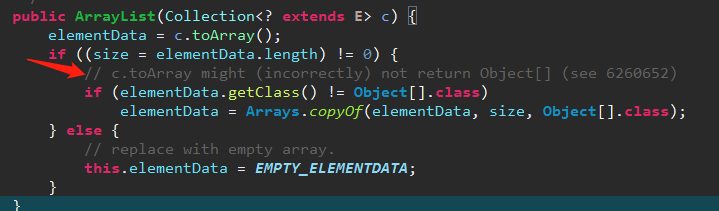 public ArrayList(Collection<? extends E> c) {
    elementData = c.toArray();
    if ((size = elementData.length) != 0) {
        // c.toArray might (incorrectly) not return Object[] (see 6260652)
        if (elementData.getClass() != Object[].class)
            elementData = Arrays.copyOf(elementData, size, Object[].class);
    } else {
        // replace with empty array.
        this.elementData = EMPTY_ELEMENTDATA;
    }
}